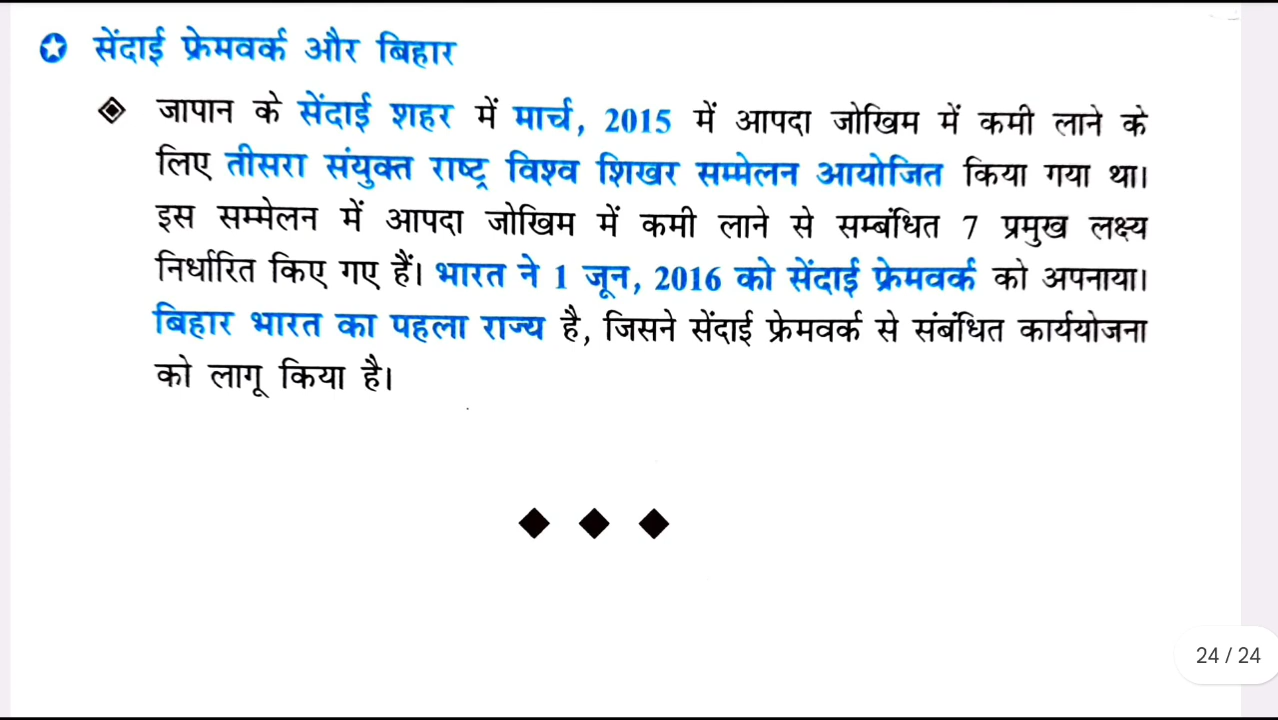 सेंदाई फ्रेमवर्क और बिहार
जापान के सेंदाई शहर में मार्च, 2015 में आपदा जोखिम में कमी लाने के
लिए तीसरा संयुक्त राष्ट्र विश्व शिखर सम्मेलन आयोजित किया गया था।
इस सम्मेलन में आपदा जोखिम में कमी लाने से सम्बंधित 7 प्रमुख लक्ष्य
निर्धारित किए गए हैं। भारत ने 1 जून, 2016 को सेंदाई फ्रेमवर्क को अपनाया।
बिहार भारत का पहला राज्य है, जिसने सेंदाई फ्रेमवर्क से संबंधित कार्ययोजना
को लागू किया है।
24 / 24